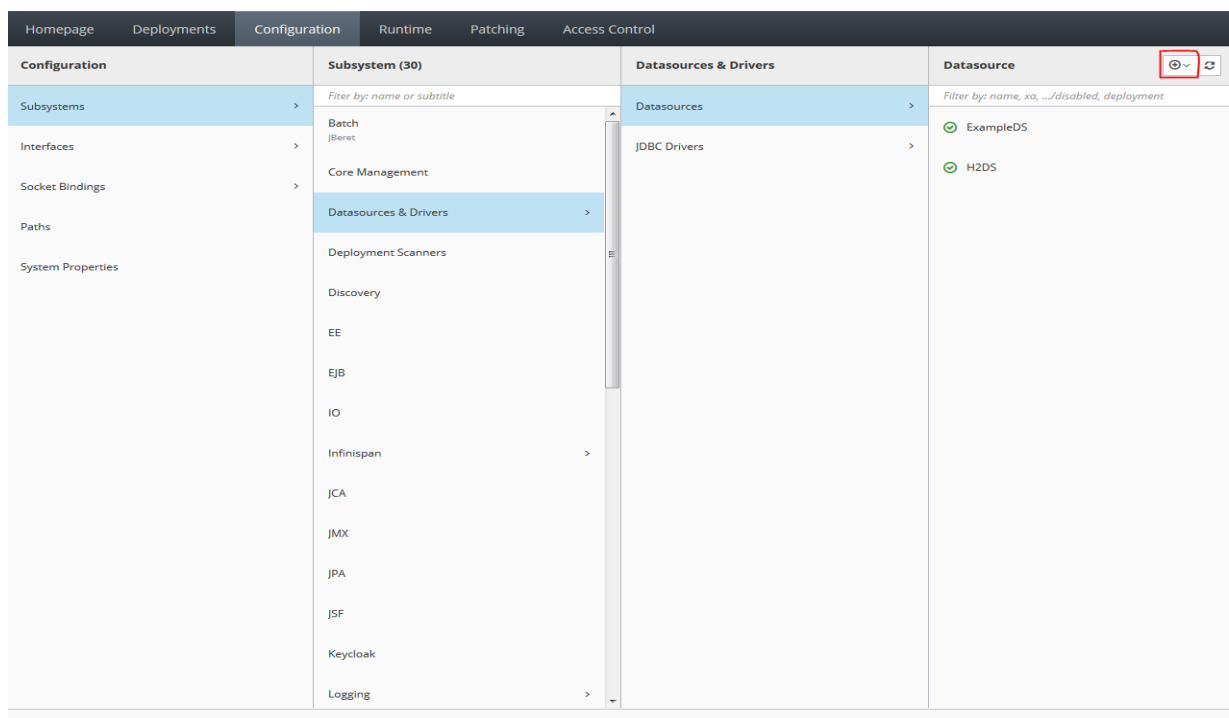 Homepage Deployments Configuration Runtime Patching Access Control
Configuration
Subsystems
Interfaces
Socket Bindings
Paths
System Properties
Subsystem (30)
Fiter by: name or subtitle
Batch
JBeret
Core Management
Datasources & Drivers
Deployment Scanners
Discovery
EE
EJB
IO
Infinispan
JCA
JMX
JPA
JSF
Keycloak
Logging
Datasources & Drivers
Datasources
JDBC Drivers
Datasource
Filter by: name, xa, .../disabled, deployment
ExampleDS
H2DS